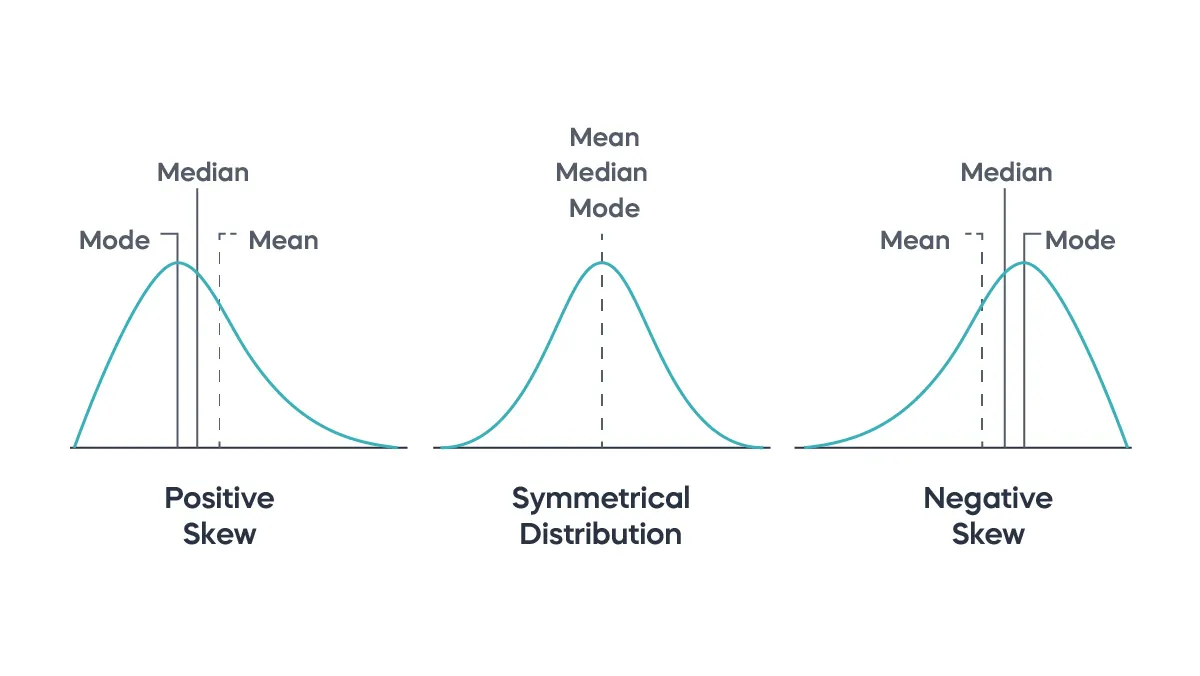 Median
Mode
Mean
Positive
Skew
Mean
Median
Mode
Symmetrical
Distribution
Median
Mean
Mode
Negative
Skew